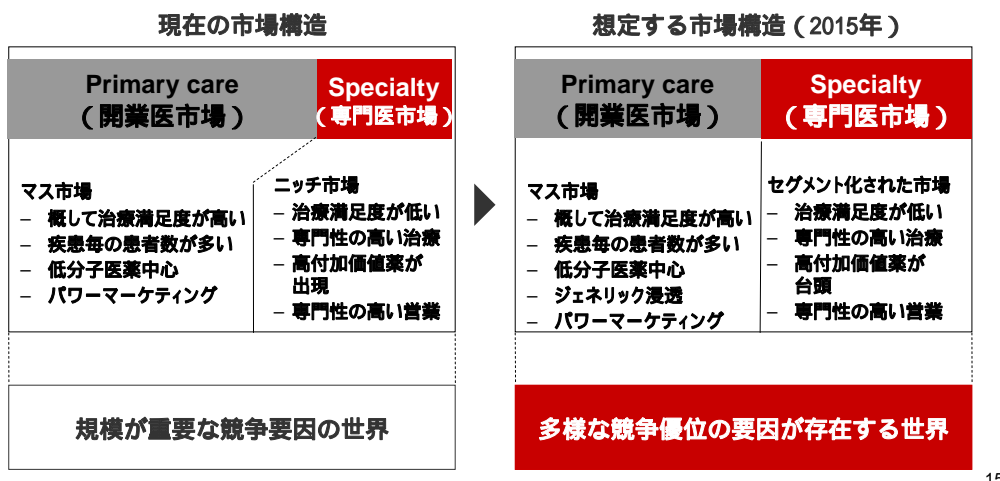 現在の市場構造
Primary care
（開業医市場）
Specialty
（専門医市場）
マス市場
– 概して治療満足度が高い
– 疾患毎の患者数が多い
– 低分子医薬中心
– パワーマーケティング
ニッチ市場
– 治療満足度が低い
– 専門性の高い治療
– 高付加価値薬が
出現
– 専門性の高い営業
規模が重要な競争要因の世界
想定する市場構造（2015年）
Primary care
（開業医市場）
Specialty
（専門医市場）
マス市場
– 概して治療満足度が高い
– 疾患毎の患者数が多い
– 低分子医薬中心
– ジェネリック浸透
– パワーマーケティング
セグメント化された市場
– 治療満足度が低い
– 専門性の高い治療
– 高付加価値薬が
台頭
– 専門性の高い営業
多様な競争優位の要因が存在する世界
15